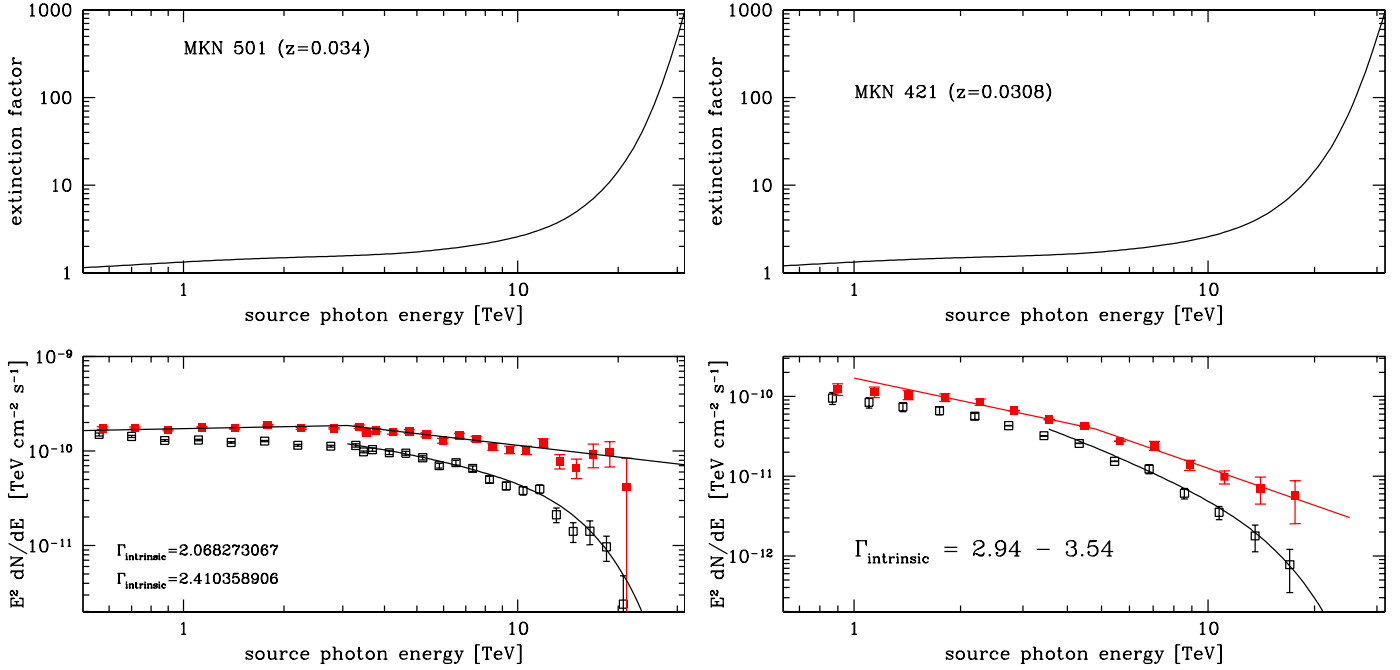 1000
100
10
1
extinction factor
MKN 501 (z=0.034)
1 10
source photon energy [TeV]
1000
100
10
1
extinction factor
MKN 421 (z=0.0308)
1 10
source photon energy [TeV]
10⁻⁹
10⁻¹⁰
10⁻¹¹
E² dN/dE [TeV cm⁻² s⁻¹]
Γintrinsic=2.068273067
Γintrinsic=2.410358906
1 10
source photon energy [TeV]
10⁻¹⁰
10⁻¹¹
10⁻¹²
E² dN/dE [TeV cm⁻² s⁻¹]
Γintrinsic = 2.94 − 3.54
1 10
source photon energy [TeV]